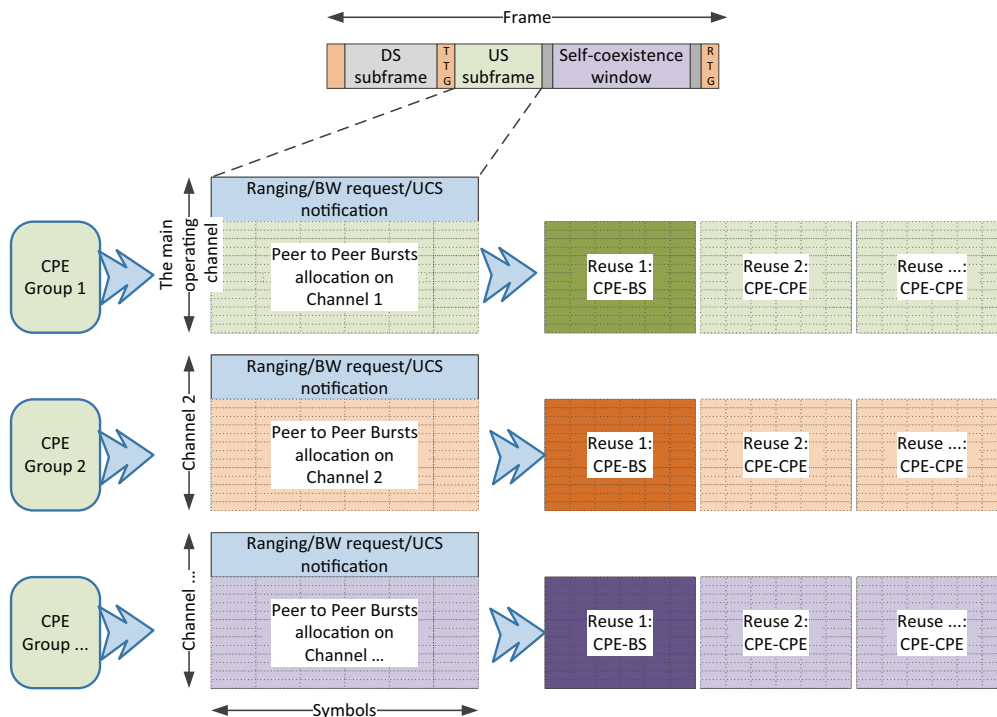 Frame
DS
subframe
T
T
G
US
subframe
Self-coexistence
window
R
T
G
CPE
Group 1
The main
operating
channel
Ranging/BW request/UCS
notification
Peer to Peer Bursts
allocation on
Channel 1
Reuse 1:
CPE-BS
Reuse 2:
CPE-CPE
Reuse ...:
CPE-CPE
CPE
Group 2
Channel 2
Ranging/BW request/UCS
notification
Peer to Peer Bursts
allocation on
Channel 2
Reuse 1:
CPE-BS
Reuse 2:
CPE-CPE
Reuse ...:
CPE-CPE
CPE
Group ...
Channel ...
Ranging/BW request/UCS
notification
Peer to Peer Bursts
allocation on
Channel ...
Reuse 1:
CPE-BS
Reuse 2:
CPE-CPE
Reuse ...:
CPE-CPE
Symbols